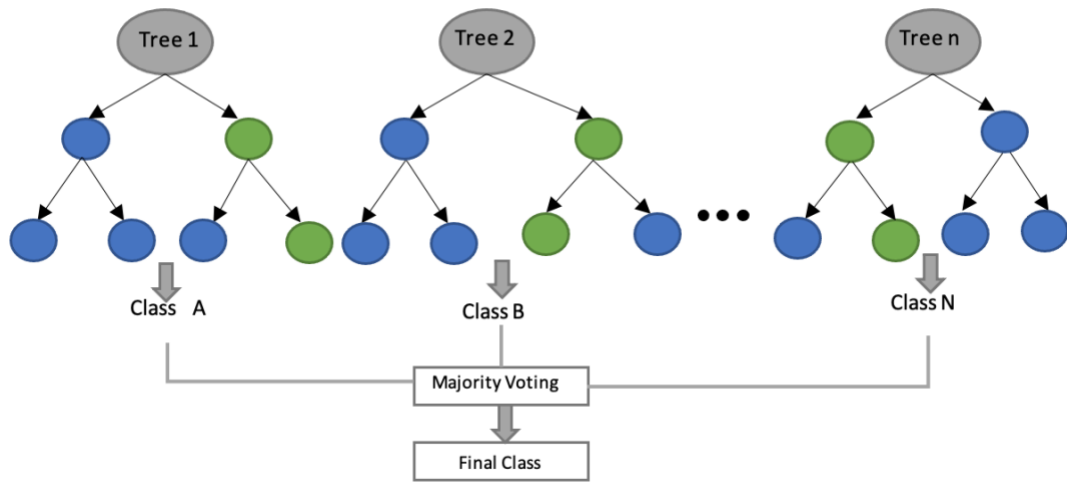 Tree 1
Tree 2
Tree n
Class A
Class B
Class N
Majority Voting
Final Class